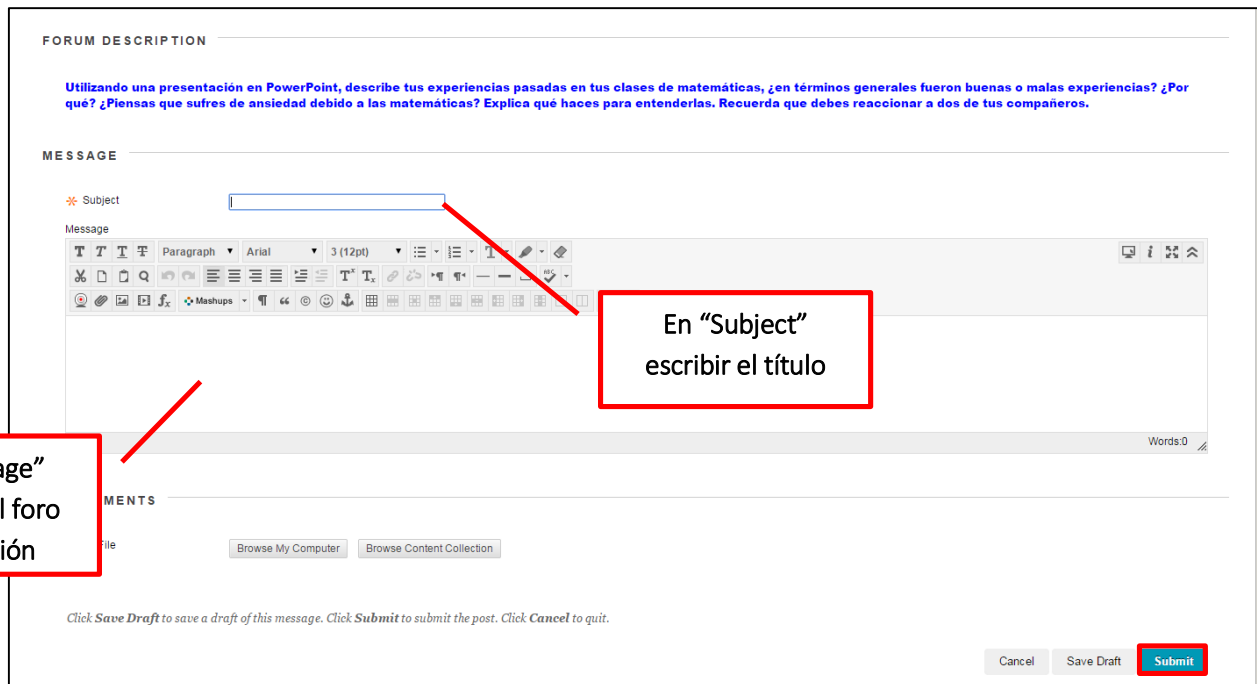 FORUM DESCRIPTION
Utilizando una presentación en PowerPoint, describe tus experiencias pasadas en tus clases de matemáticas, ¿en términos generales fueron buenas o malas experiencias? ¿Por
qué? ¿Piensas que sufres de ansiedad debido a las matemáticas? Explica qué haces para entenderlas. Recuerda que debes reaccionar a dos de tus compañeros.
MESSAGE
Subject
Message
T T T T Paragraph Arial 3 (12pt) T
Tx Tx ABC
fx Mashups
En “Subject”
escribir el título
Words:0
age”
l foro
ión
MENTS
File
Browse My Computer Browse Content Collection
Click Save Draft to save a draft of this message. Click Submit to submit the post. Click Cancel to quit.
Cancel Save Draft Submit